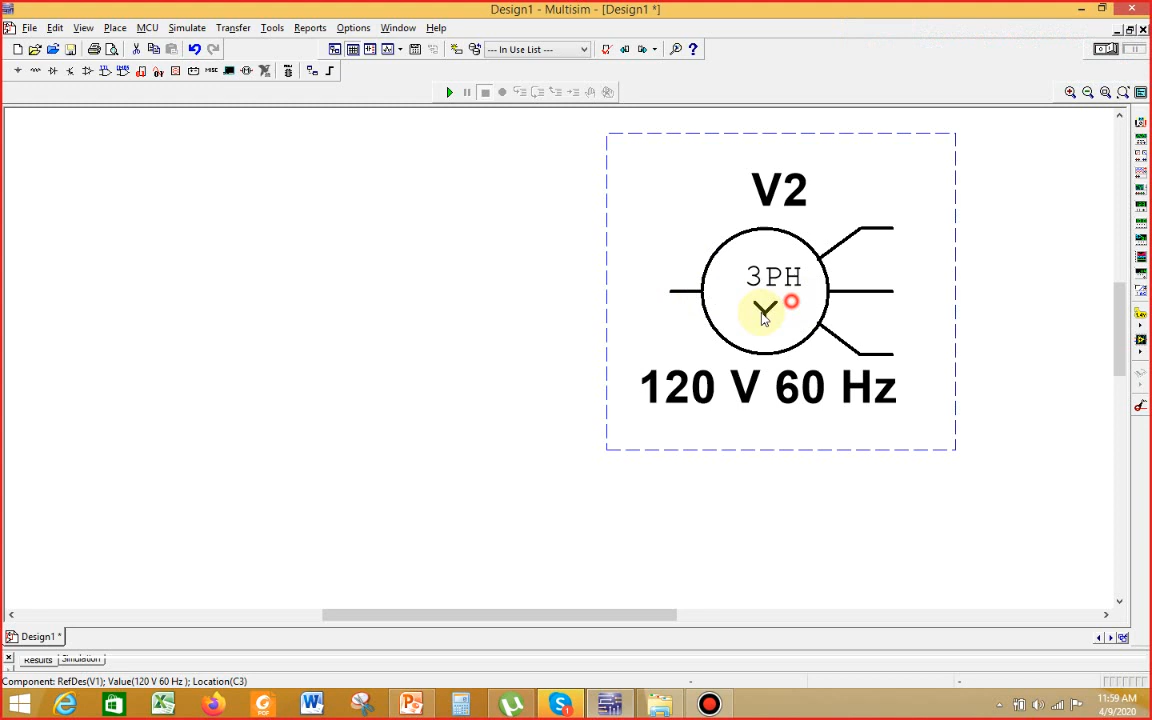 Design1 - Multisim - [Design1 *]
File Edit View Place MCU Simulate Transfer Tools Reports Options Window Help
--- In Use List ---
MISC
V2
3PH
120 V 60 Hz
Design1 *
Results Simulation
Component: RefDes(V1); Value(120 V 60 Hz ); Location(C3)
-
-
11:59 AM
4/9/2020